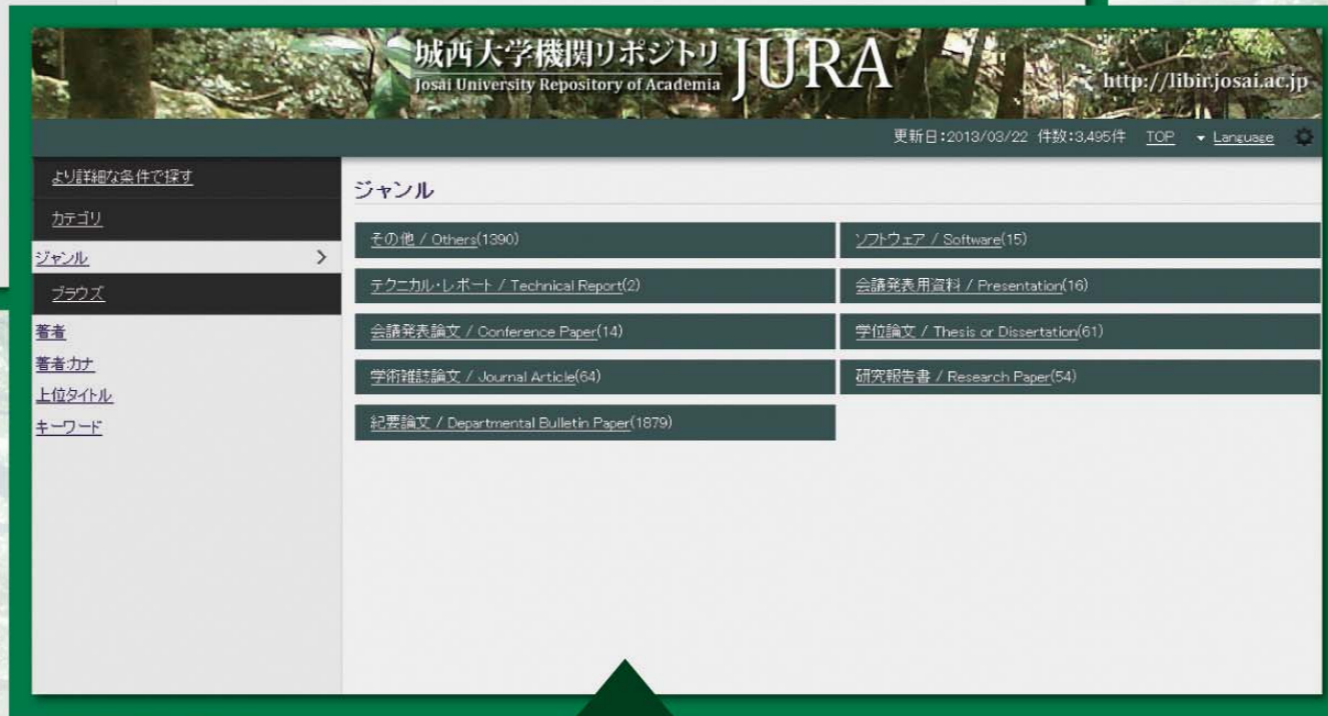 城西大学機関リポジトリ JURA
Josai University Repository of Academia
http://libir.josai.ac.jp
更新日:2013/03/22 件数:3,495件 TOP Language
より詳細な条件で探す
カテゴリ
ジャンル
ブラウズ
著者
著者:カナ
上位タイトル
キーワード
ジャンル
その他 / Others(1390)
ソフトウェア / Software(15)
テクニカル・レポート / Technical Report(2)
会議発表用資料 / Presentation(16)
会議発表論文 / Conference Paper(14)
学位論文 / Thesis or Dissertation(61)
学術雑誌論文 / Journal Article(64)
研究報告書 / Research Paper(54)
紀要論文 / Departmental Bulletin Paper(1879)